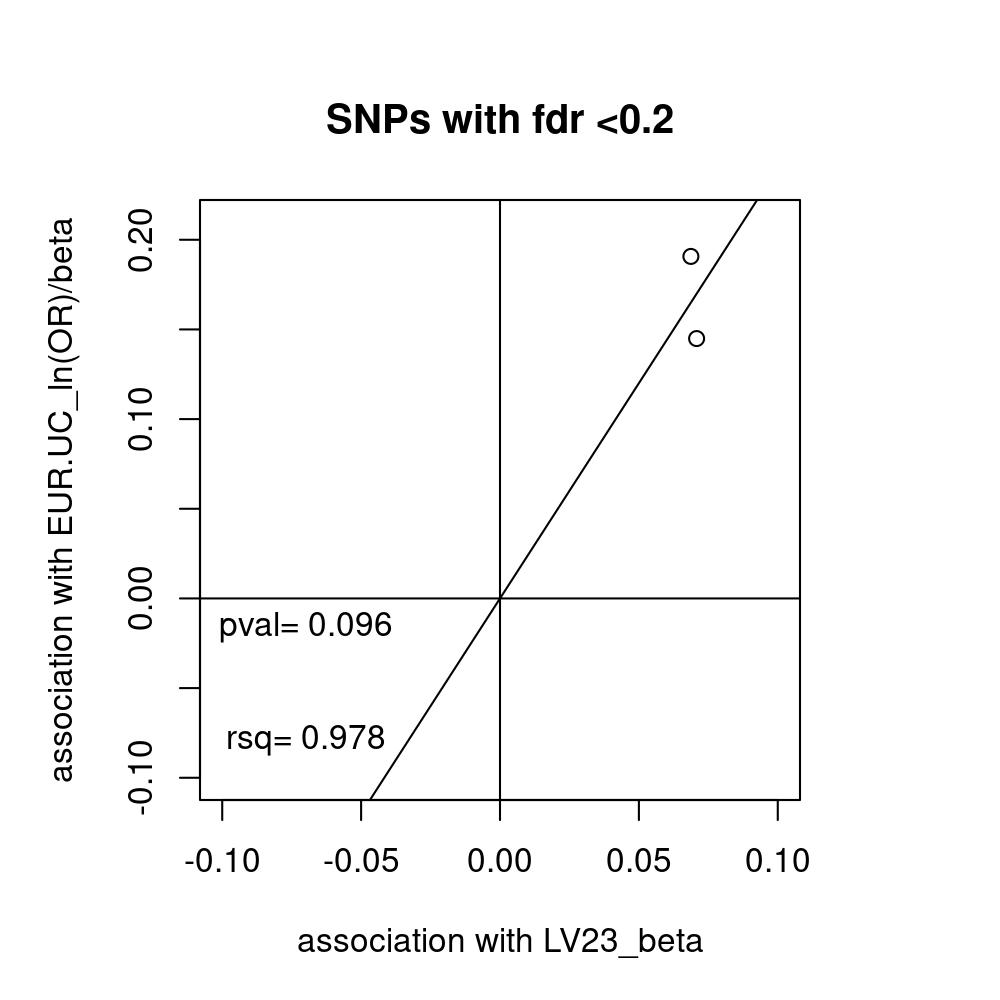 SNPs with fdr <0.2
association with EUR.UC_ln(OR)/beta
0.20
0.10
0.00
-0.10
pval= 0.096
rsq= 0.978
-0.10 -0.05 0.00 0.05 0.10
association with LV23_beta